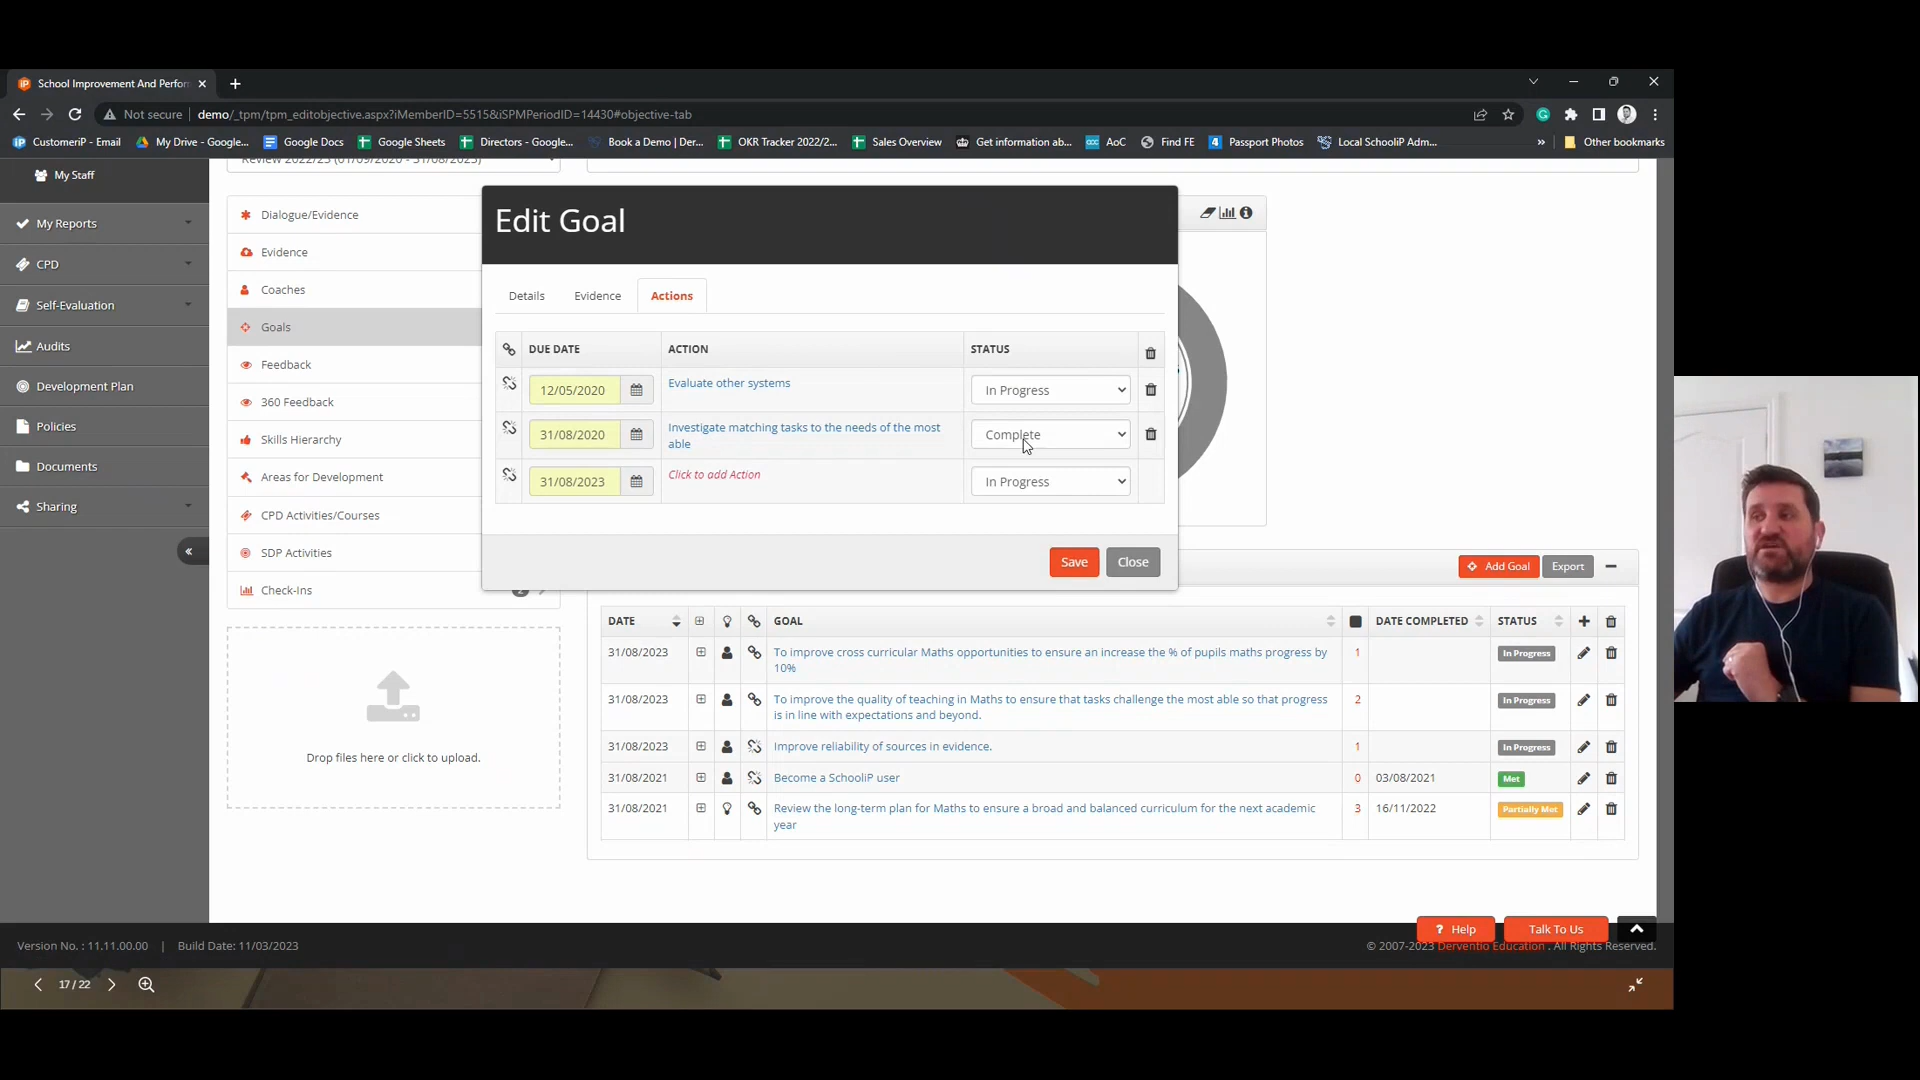 School Improvement And Perfor
Not secure
demo/_tpm/tpm_editobjective.aspx?iMemberID=5515&iSPMPeriodID=14430#objective-tab
CustomeriP - Email
My Drive - Google...
Google Docs
Google Sheets
Directors - Google...
Book a Demo | Der...
OKR Tracker 2022/2...
Sales Overview
Get information ab...
AoC
Find FE
Passport Photos
Local SchooliP Adm...
»
Other bookmarks
My Staff
My Reports
CPD
Self-Evaluation
Audits
Development Plan
Policies
Documents
Sharing
«
Dialogue/Evidence
Evidence
Coaches
Goals
Feedback
360 Feedback
Skills Hierarchy
Areas for Development
CPD Activities/Courses
SDP Activities
Check-Ins
Drop files here or click to upload.
Edit Goal
Details Evidence Actions
DUE DATE ACTION STATUS
12/05/2020 Evaluate other systems In Progress
31/08/2020 Investigate matching tasks to the needs of the most
able
Complete
31/08/2023 Click to add Action In Progress
Save Close
Add Goal Export
DATE GOAL DATE COMPLETED STATUS
31/08/2023 To improve cross curricular Maths opportunities to ensure an increase the % of pupils maths progress by 1 In Progress
10%
31/08/2023 To improve the quality of teaching in Maths to ensure that tasks challenge the most able so that progress 2 In Progress
is in line with expectations and beyond.
31/08/2023 Improve reliability of sources in evidence. 1 In Progress
31/08/2021 Become a SchooliP user 0 03/08/2021 Met
31/08/2021 Review the long-term plan for Maths to ensure a broad and balanced curriculum for the next academic 3 16/11/2022 Partially Met
year
? Help Talk To Us
Version No. : 11.11.00.00 | Build Date: 11/03/2023
© 2007-2023 Derventio Education . All Rights Reserved.
17 / 22